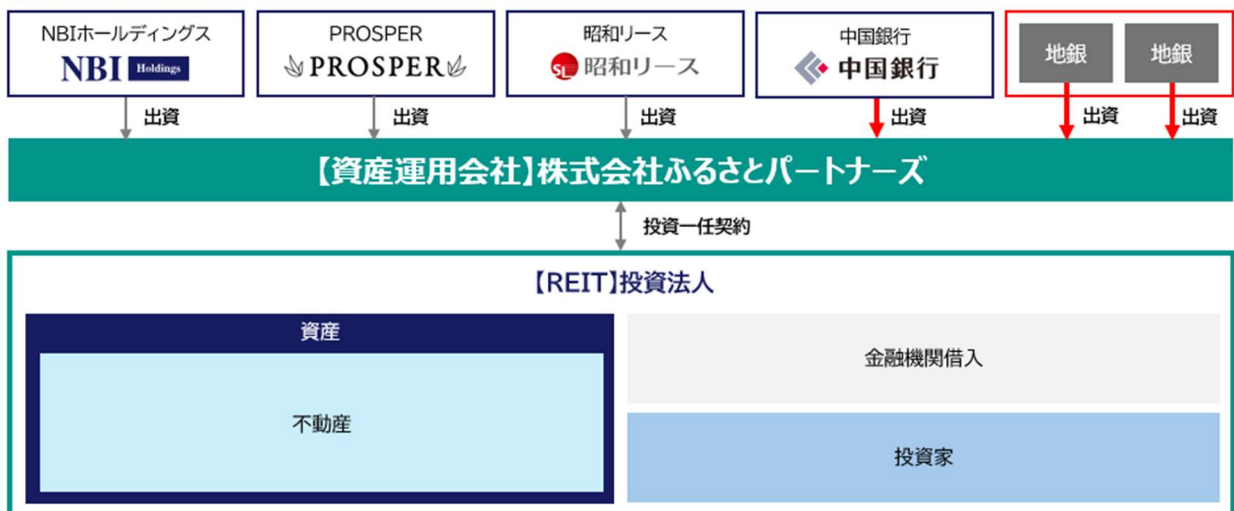 NBIホールディングス
NBI Holdings
出資
PROSPER
PROSPER
出資
昭和リース
SL 昭和リース
出資
中国銀行
中国銀行
出資
地銀
地銀
出資
出資
【資産運用会社】株式会社ふるさとパートナーズ
投資一任契約
【REIT】投資法人
資産
不動産
金融機関借入
投資家